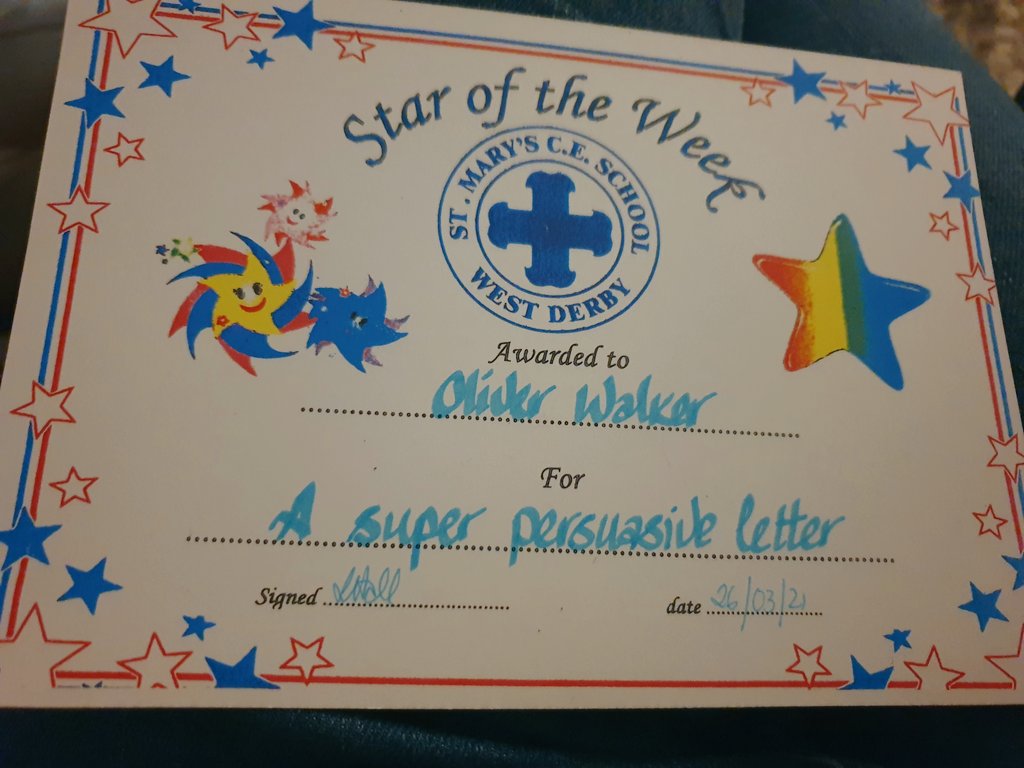 Star of the Week
ST. MARY'S C.E. SCHOOL
WEST DERBY
Awarded to
Oliver Walker
For
A super persuasive letter
Signed
date 26/03/21